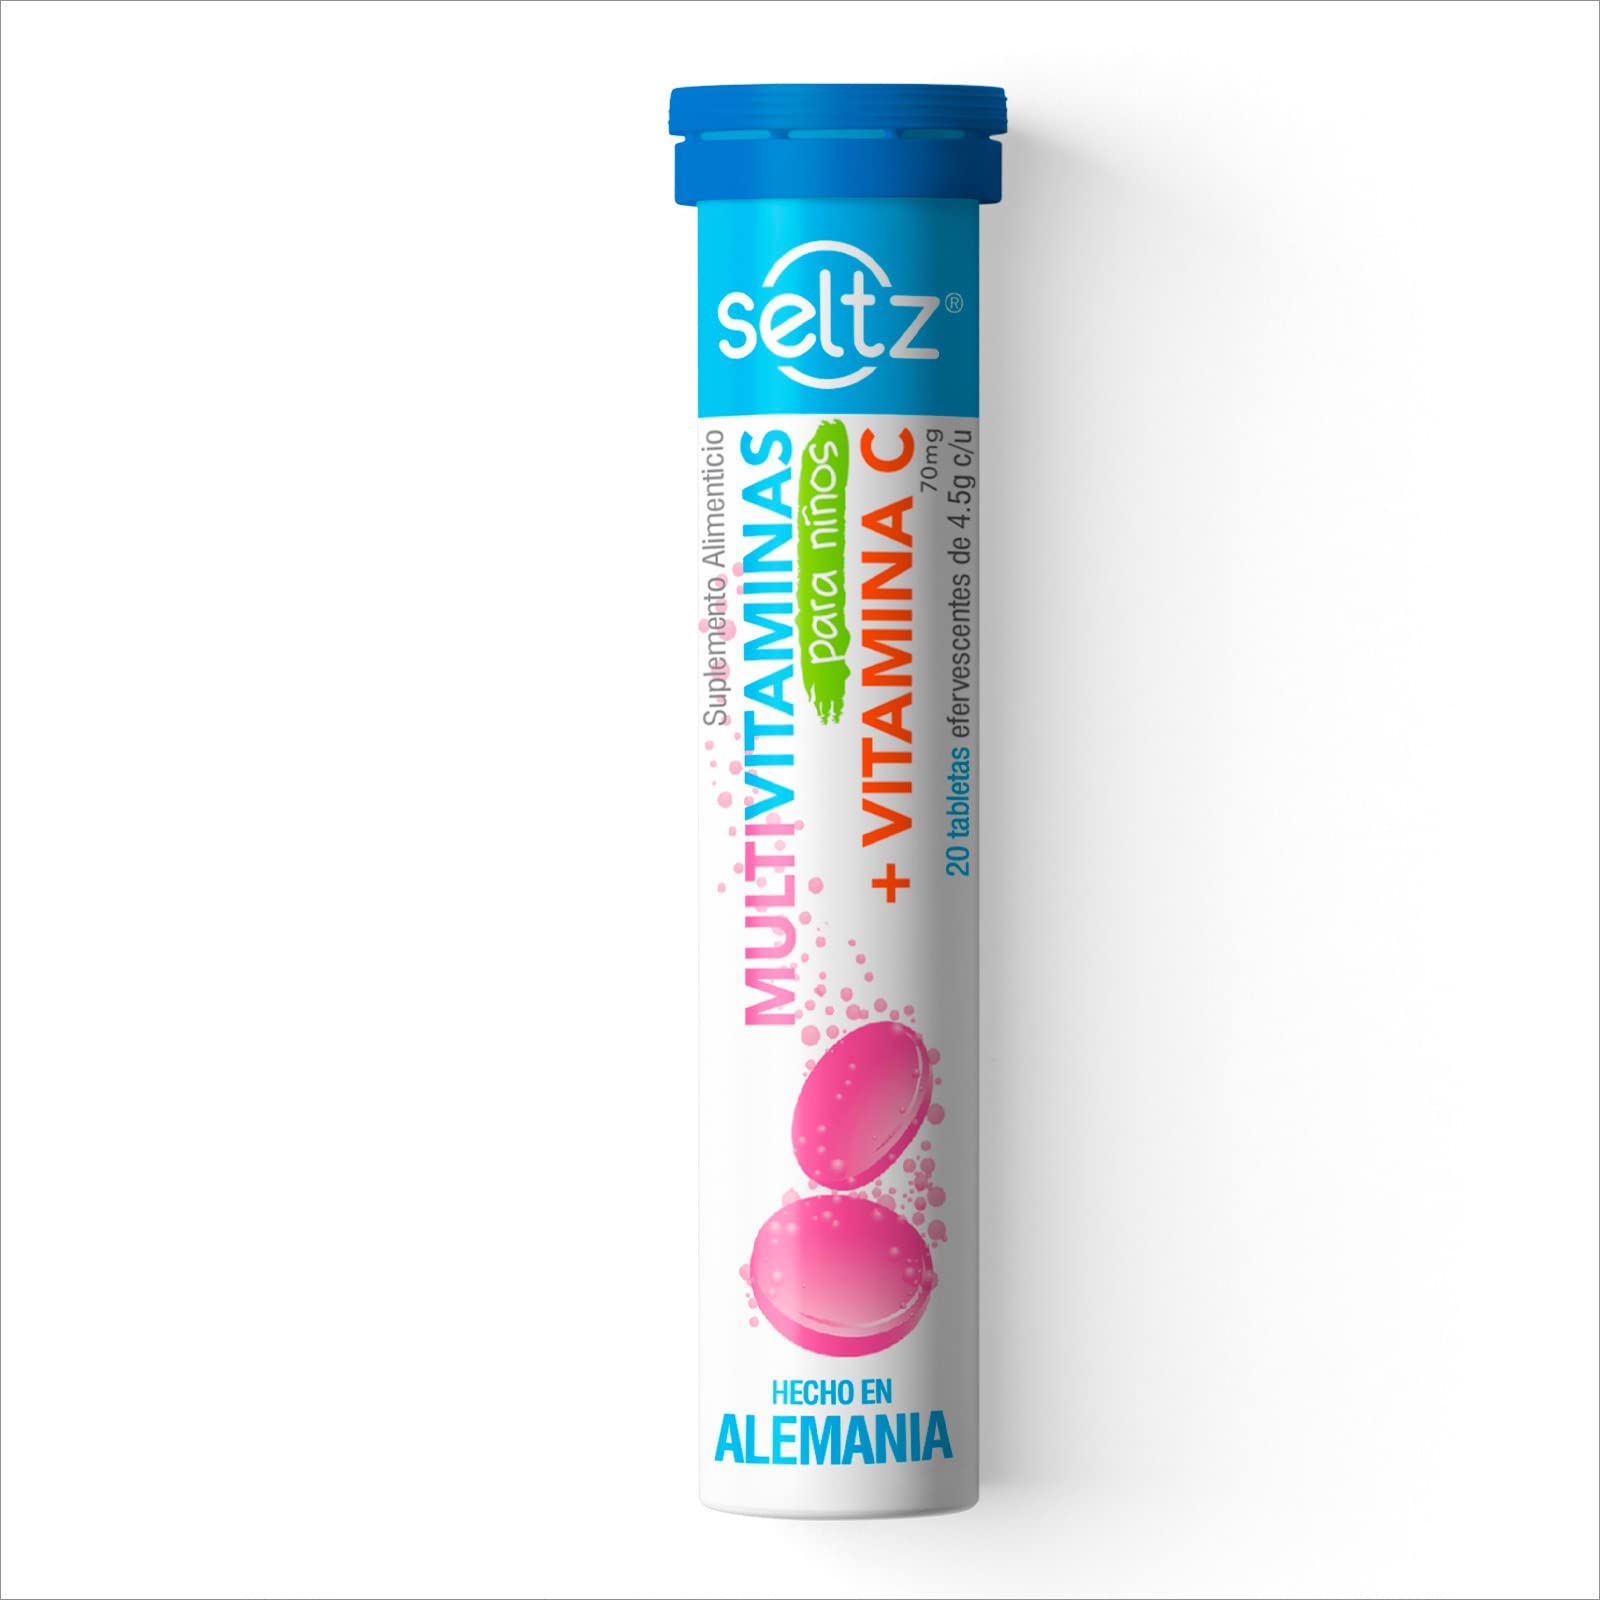 seltz®
Suplemento Alimenticio
MULTIVITAMINAS
para niños
+ VITAMINA C
70mg
20 tabletas efervescentes de 4.5g c/u
HECHO EN
ALEMANIA